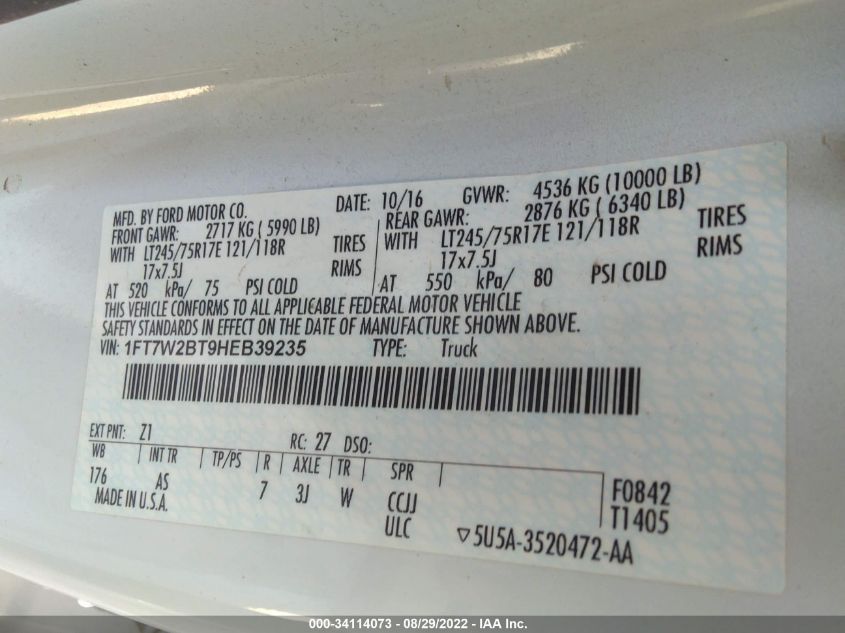 MFD. BY FORD MOTOR CO. DATE: 10/16 GVWR: 4536 KG (10000 LB)
FRONT GAWR: 2717 KG ( 5990 LB) REAR GAWR: 2876 KG ( 6340 LB)
WITH LT245/75R17E 121/118R TIRES WITH LT245/75R17E 121/118R TIRES
17x7.5J RIMS 17x7.5J RIMS
AT 520 kPa/ 75 PSI COLD AT 550 kPa/ 80 PSI COLD
THIS VEHICLE CONFORMS TO ALL APPLICABLE FEDERAL MOTOR VEHICLE
SAFETY STANDARDS IN EFFECT ON THE DATE OF MANUFACTURE SHOWN ABOVE.
VIN: 1FT7W2BT9HEB39235 TYPE: Truck
EXT PNT: Z1 RC: 27 DSO:
WB INT TR TP/PS R AXLE TR SPR
176 AS 7 3J W CCJJ F0842
MADE IN U.S.A. ULC T1405
▽5U5A-3520472-AA
000-34114073 - 08/29/2022 - IAA Inc.